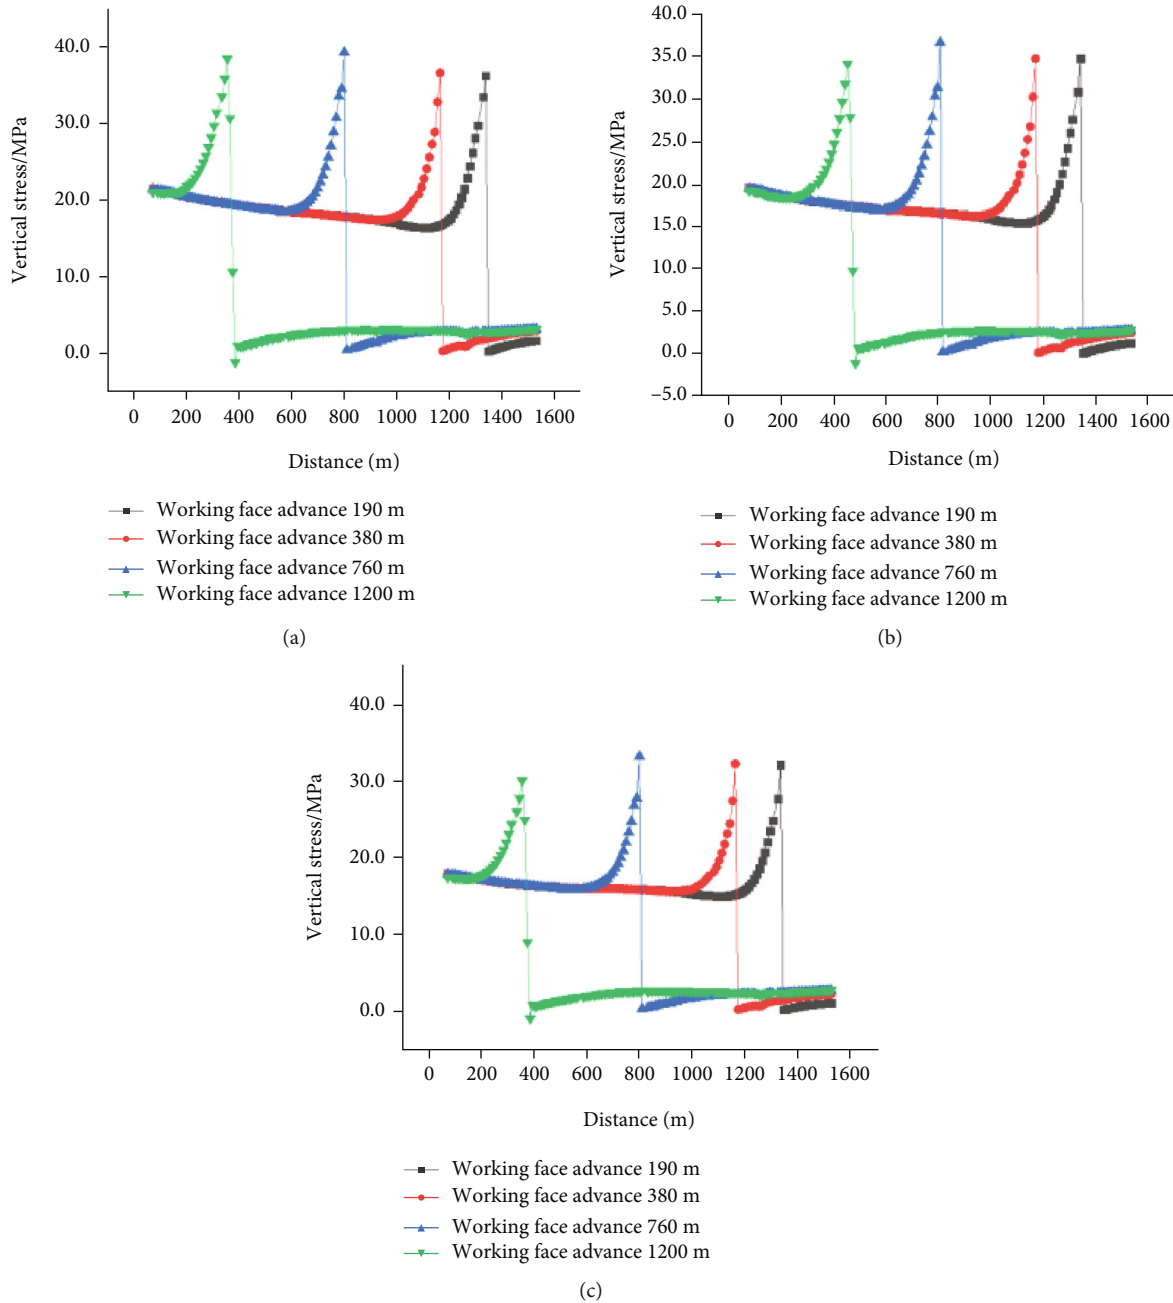 40.0
30.0
20.0
10.0
0.0
Vertical stress/MPa
0 200 400 600 800 1000 1200 1400 1600
Distance (m)
Working face advance 190 m
Working face advance 380 m
Working face advance 760 m
Working face advance 1200 m
(a)
40.0
35.0
30.0
25.0
20.0
15.0
10.0
5.0
0.0
–5.0
Vertical stress/MPa
0 200 400 600 800 1000 1200 1400 1600
Distance (m)
Working face advance 190 m
Working face advance 380 m
Working face advance 760 m
Working face advance 1200 m
(b)
40.0
30.0
20.0
10.0
0.0
Vertical stress/MPa
0 200 400 600 800 1000 1200 1400 1600
Distance (m)
Working face advance 190 m
Working face advance 380 m
Working face advance 760 m
Working face advance 1200 m
(c)